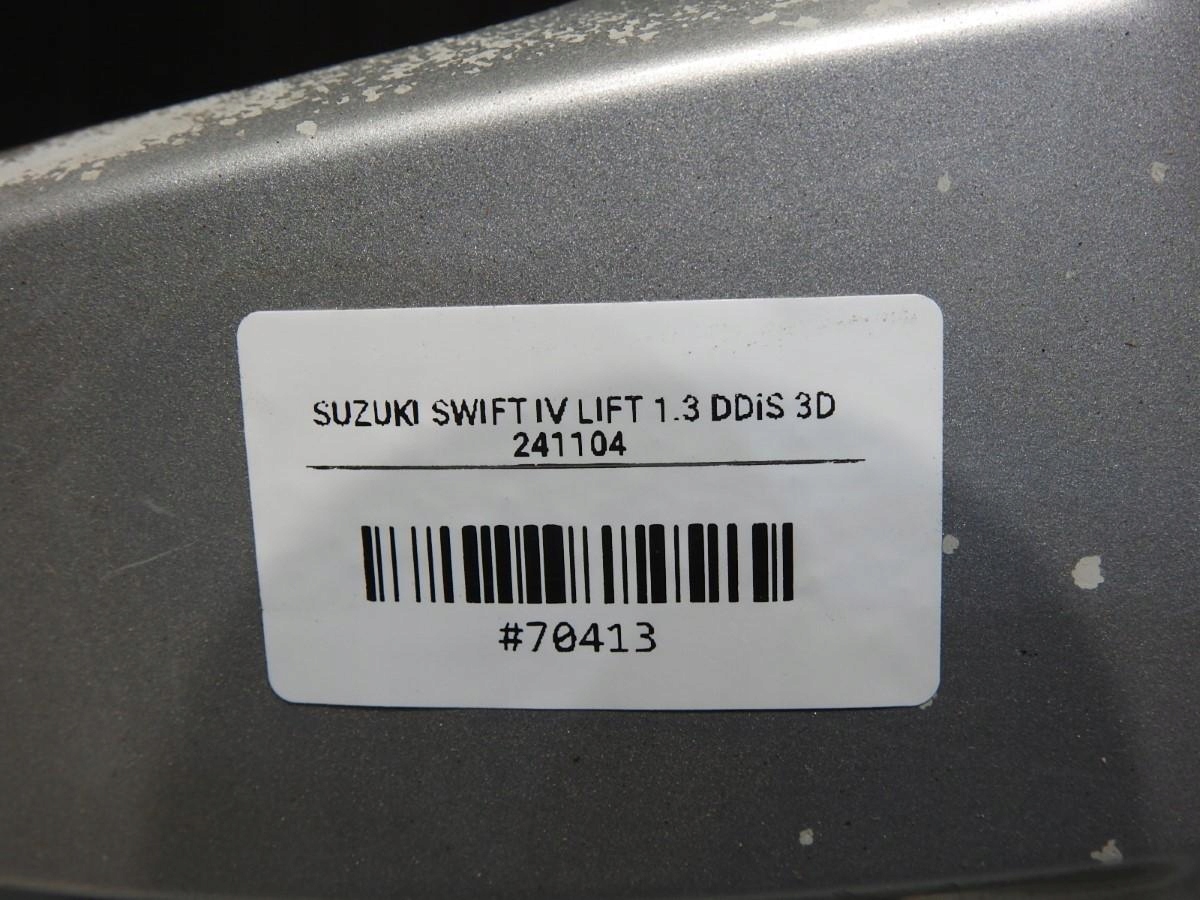 SUZUKI SWIFT IV LIFT 1.3 DDiS 3D
241104
#70413